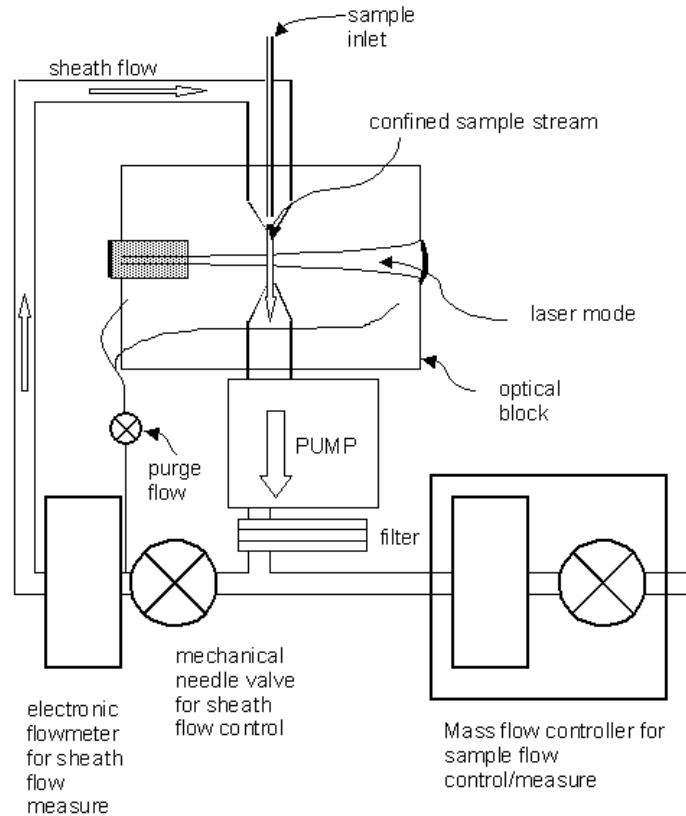 sample
inlet
sheath flow
confined sample stream
laser mode
optical
block
PUMP
purge
flow
filter
mechanical
needle valve
for sheath
flow control
electronic
flowmeter
for sheath
flow
measure
Mass flow controller for
sample flow
control/measure